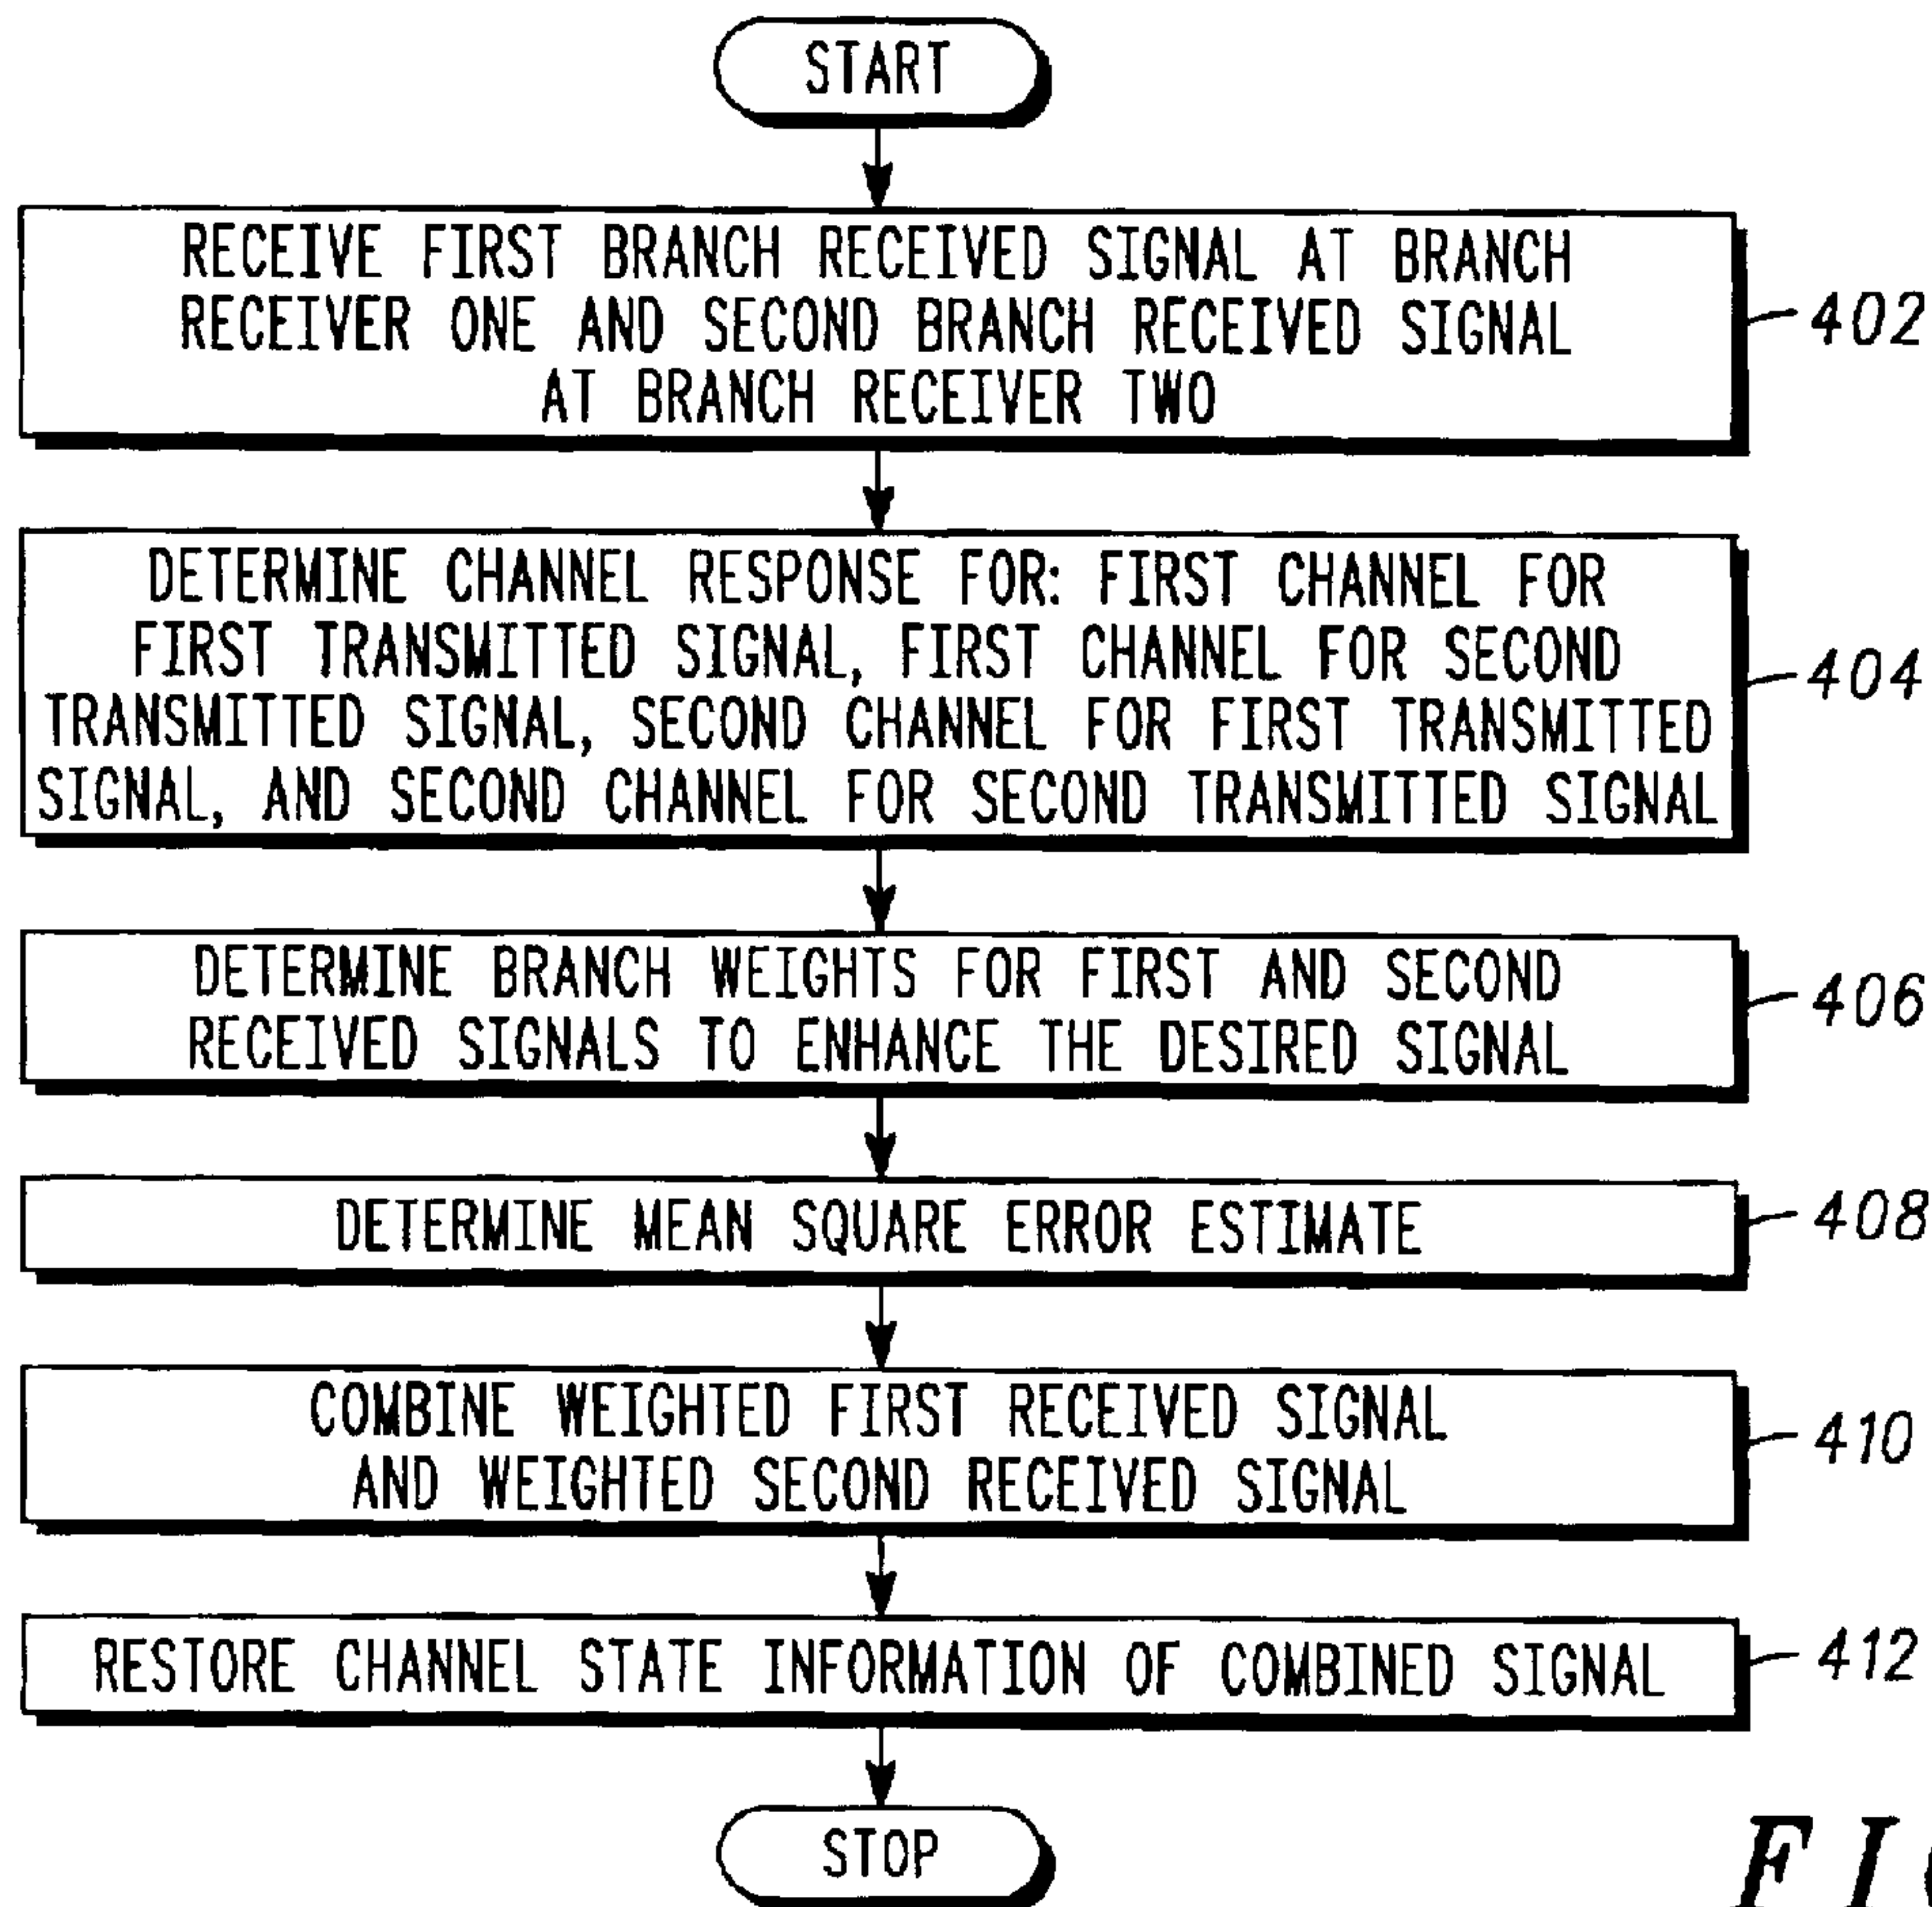 START
RECEIVE FIRST BRANCH RECEIVED SIGNAL AT BRANCH
RECEIVER ONE AND SECOND BRANCH RECEIVED SIGNAL
AT BRANCH RECEIVER TWO
402
DETERMINE CHANNEL RESPONSE FOR: FIRST CHANNEL FOR
FIRST TRANSMITTED SIGNAL, FIRST CHANNEL FOR SECOND
TRANSMITTED SIGNAL, SECOND CHANNEL FOR FIRST TRANSMITTED
SIGNAL, AND SECOND CHANNEL FOR SECOND TRANSMITTED SIGNAL
404
DETERMINE BRANCH WEIGHTS FOR FIRST AND SECOND
RECEIVED SIGNALS TO ENHANCE THE DESIRED SIGNAL
406
DETERMINE MEAN SQUARE ERROR ESTIMATE
408
COMBINE WEIGHTED FIRST RECEIVED SIGNAL
AND WEIGHTED SECOND RECEIVED SIGNAL
410
RESTORE CHANNEL STATE INFORMATION OF COMBINED SIGNAL
412
STOP